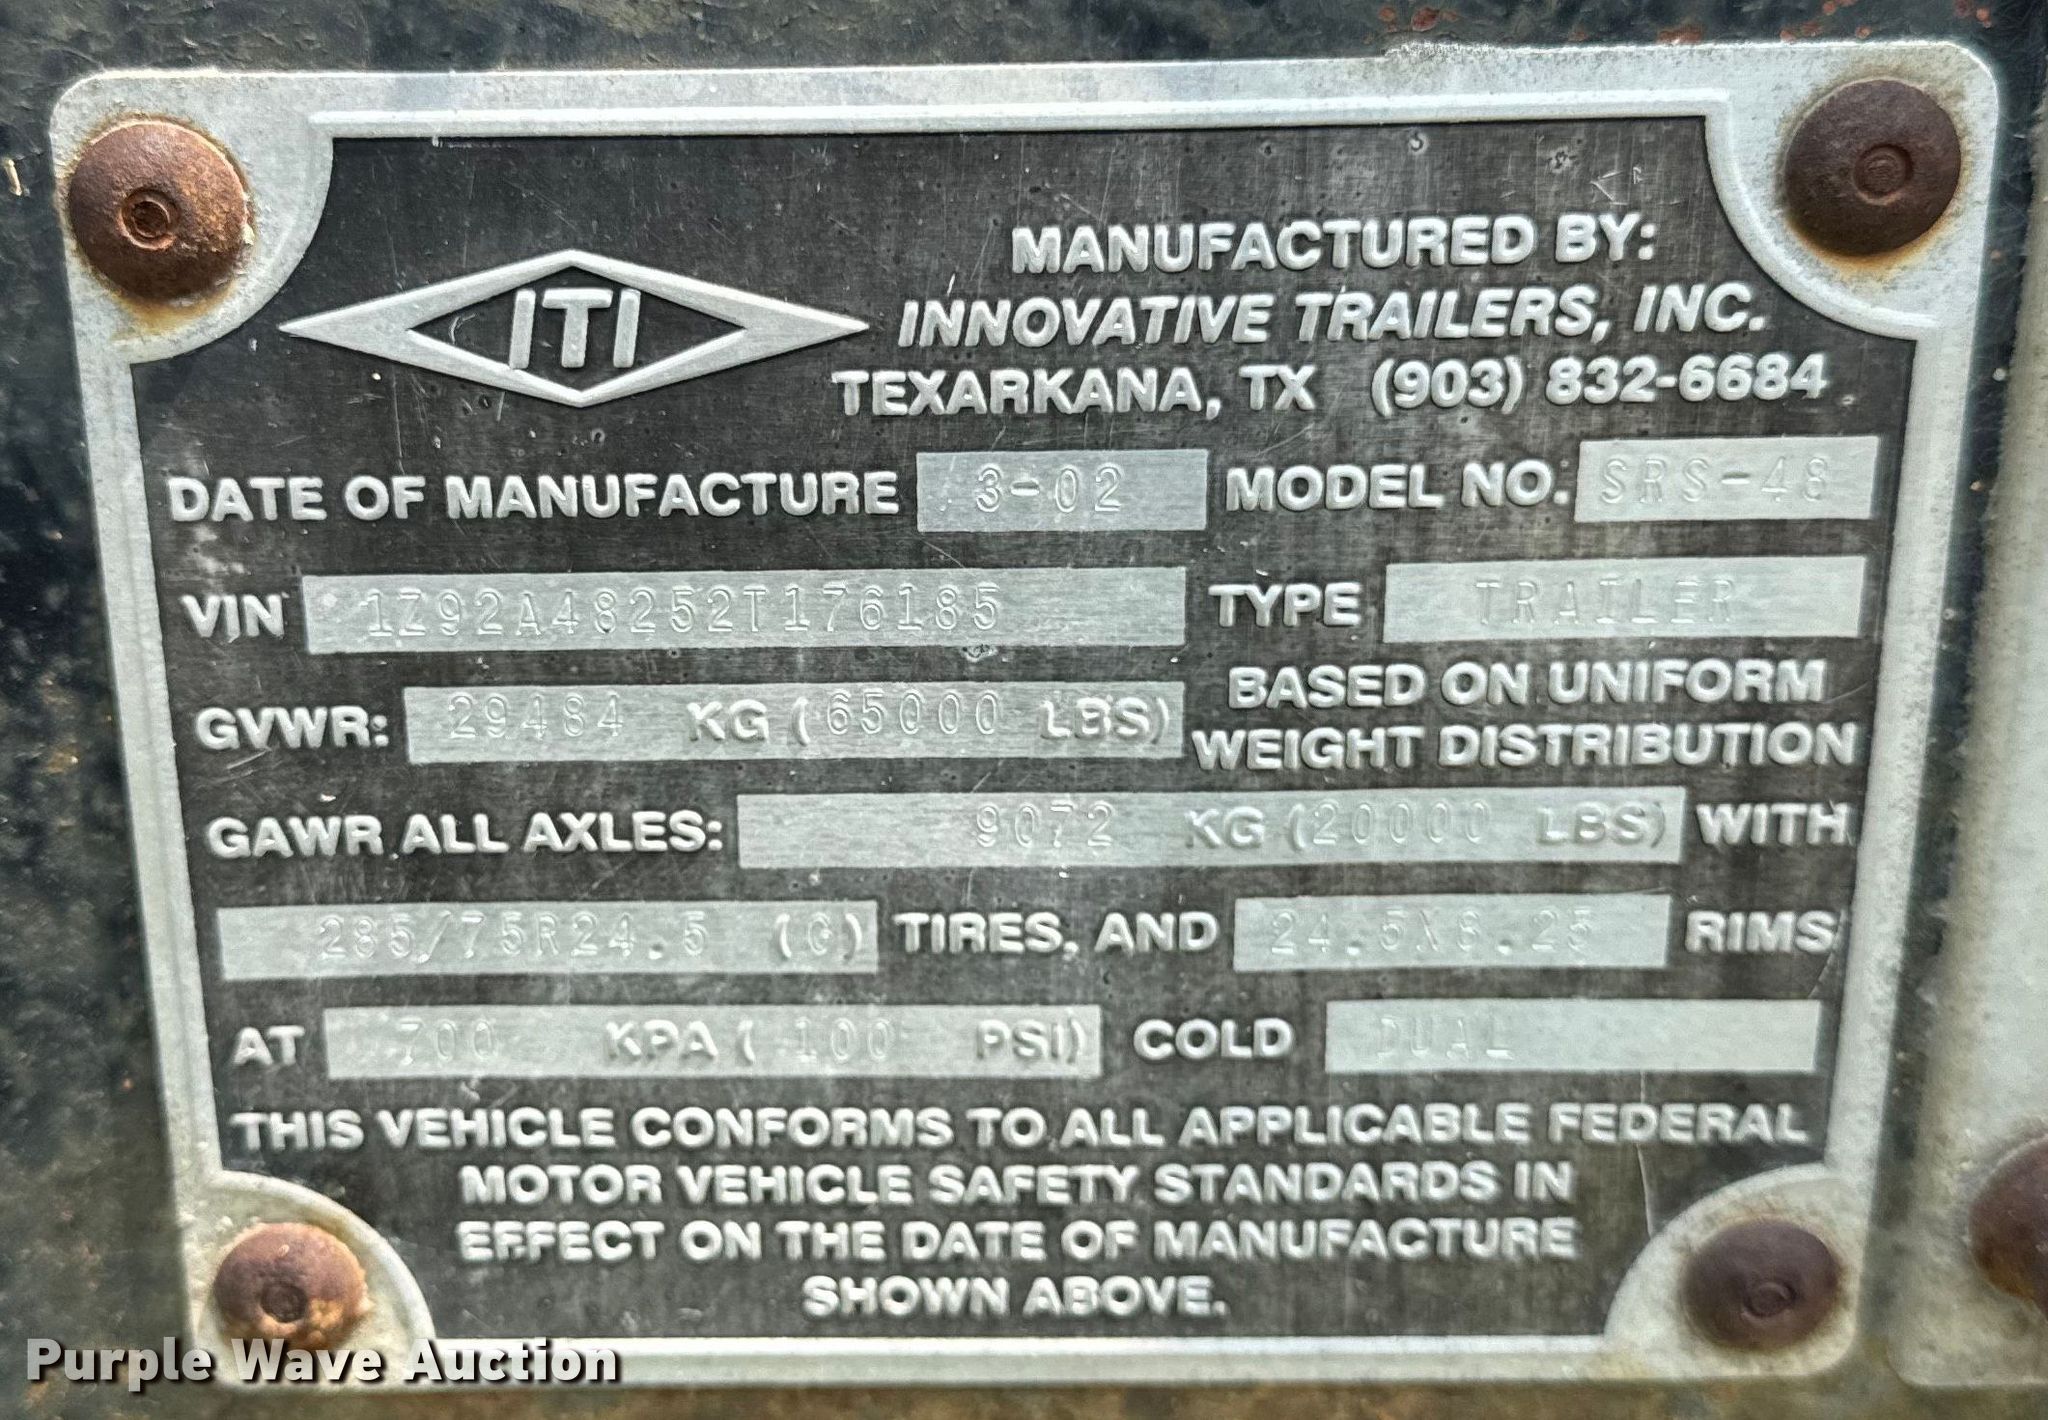 ITI
MANUFACTURED BY:
INNOVATIVE TRAILERS, INC.
TEXARKANA, TX (903) 832-6684
DATE OF MANUFACTURE 3-02 MODEL NO. SRS-48
VIN 1Z92A48252T176185 TYPE TRAILER
GVWR: 29484 KG (65000 LBS) BASED ON UNIFORM WEIGHT DISTRIBUTION
GAWR ALL AXLES: 9072 KG (20000 LBS) WITH
285/75R24.5 (G) TIRES, AND 24.5X8.25 RIMS
AT 700 KPA ( 100 PSI) COLD DUAL
THIS VEHICLE CONFORMS TO ALL APPLICABLE FEDERAL
MOTOR VEHICLE SAFETY STANDARDS IN
EFFECT ON THE DATE OF MANUFACTURE
SHOWN ABOVE.
Purple Wave Auction